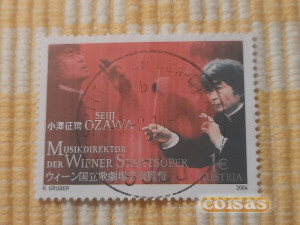 SEIJI
小澤征爾 OZAWA
MUSIKDIREKTOR
DER WIENER STAATSOPER
ウィーン国立歌劇場音楽監督
1€
AUSTRIA
R. GRUBER
2004
coisas